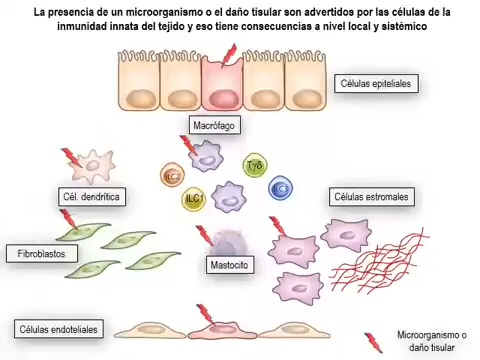 La presencia de un microorganismo o el daño tisular son advertidos por las células de la
inmunidad innata del tejido y eso tiene consecuencias a nivel local y sistémico
Células epiteliales
Macrófago
Tγδ
ILC2
ILC1
ILC3
Cél. dendrítica
Células estromales
Fibroblastos
Mastocito
Células endoteliales
Microorganismo o
daño tisular